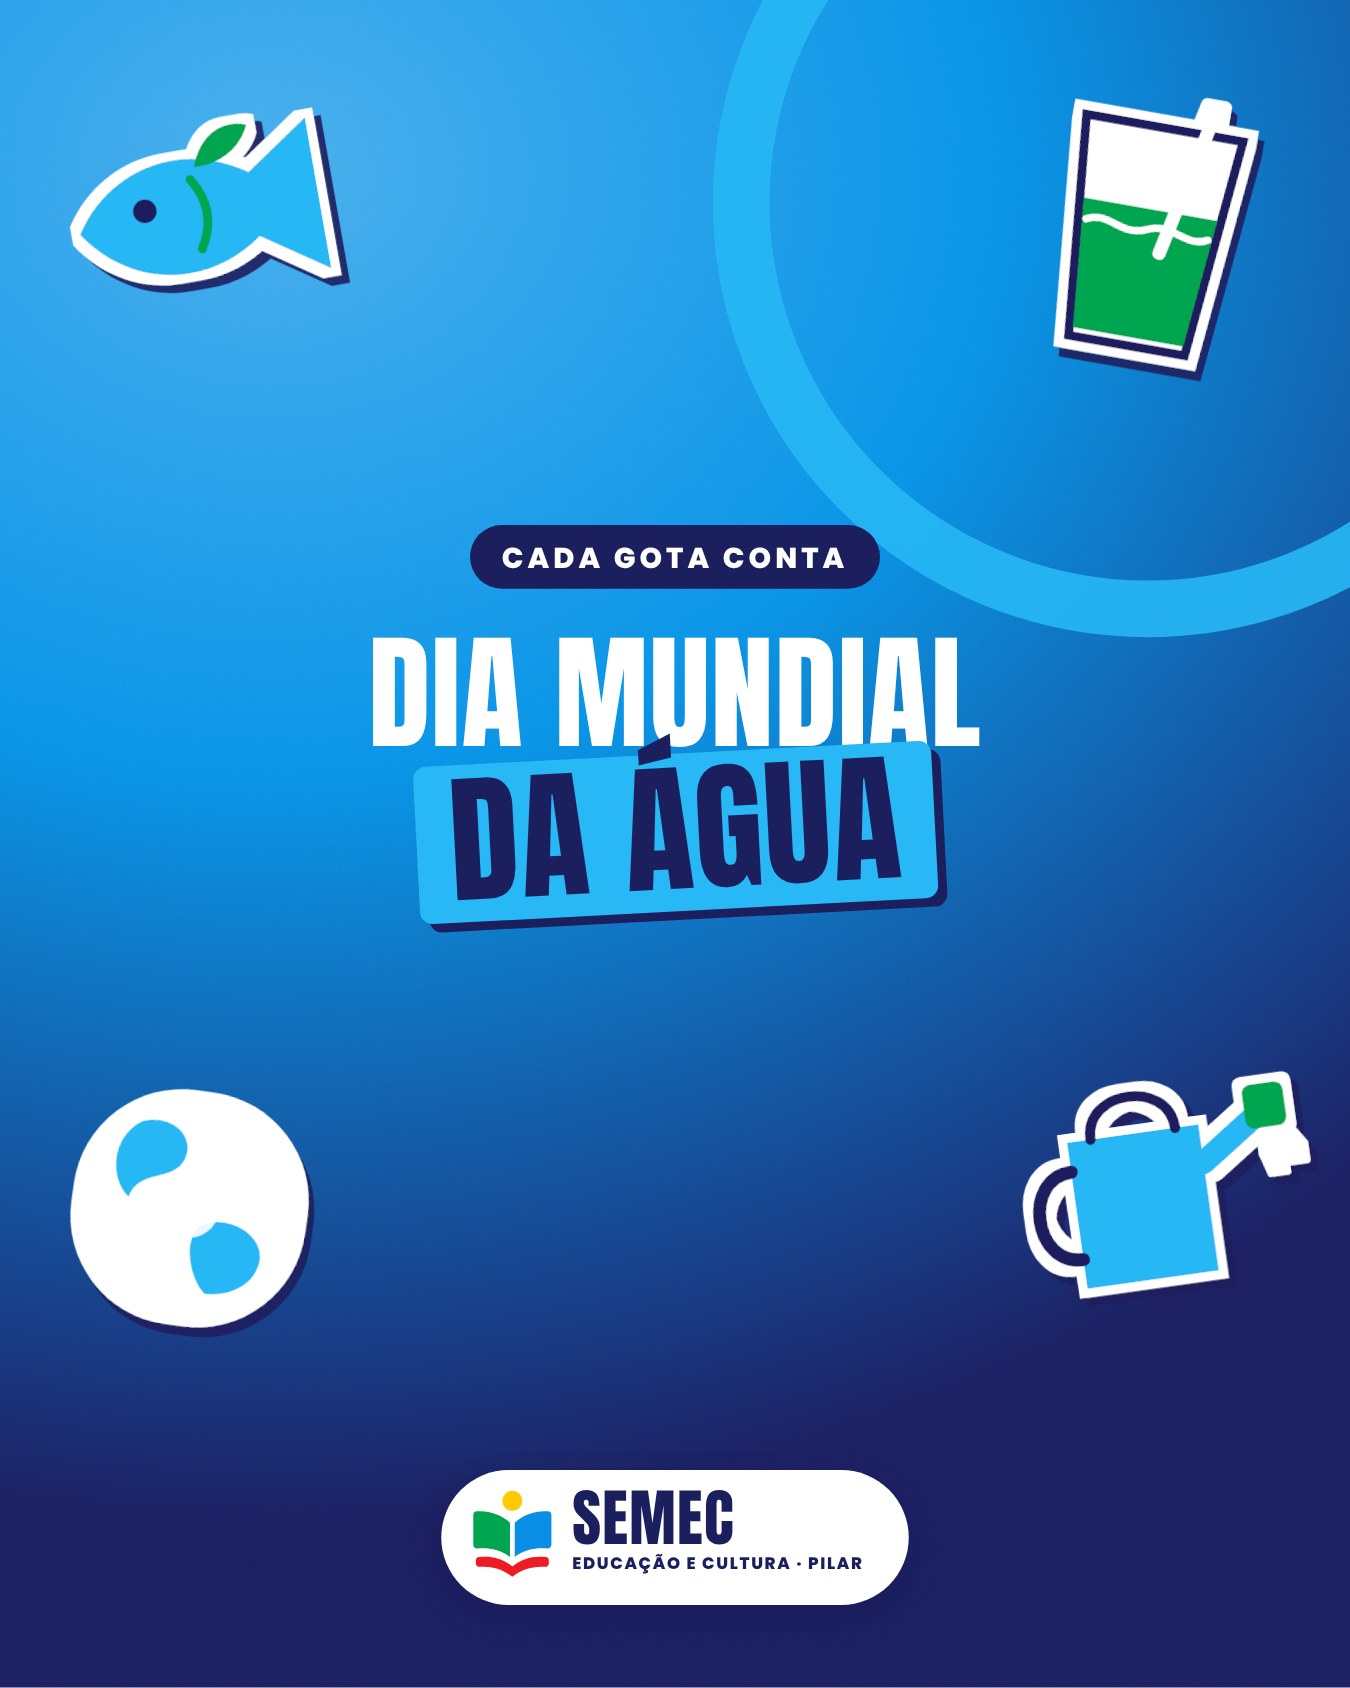 CADA GOTA CONTA
DIA MUNDIAL
DA ÁGUA
SEMEC
EDUCAÇÃO E CULTURA · PILAR